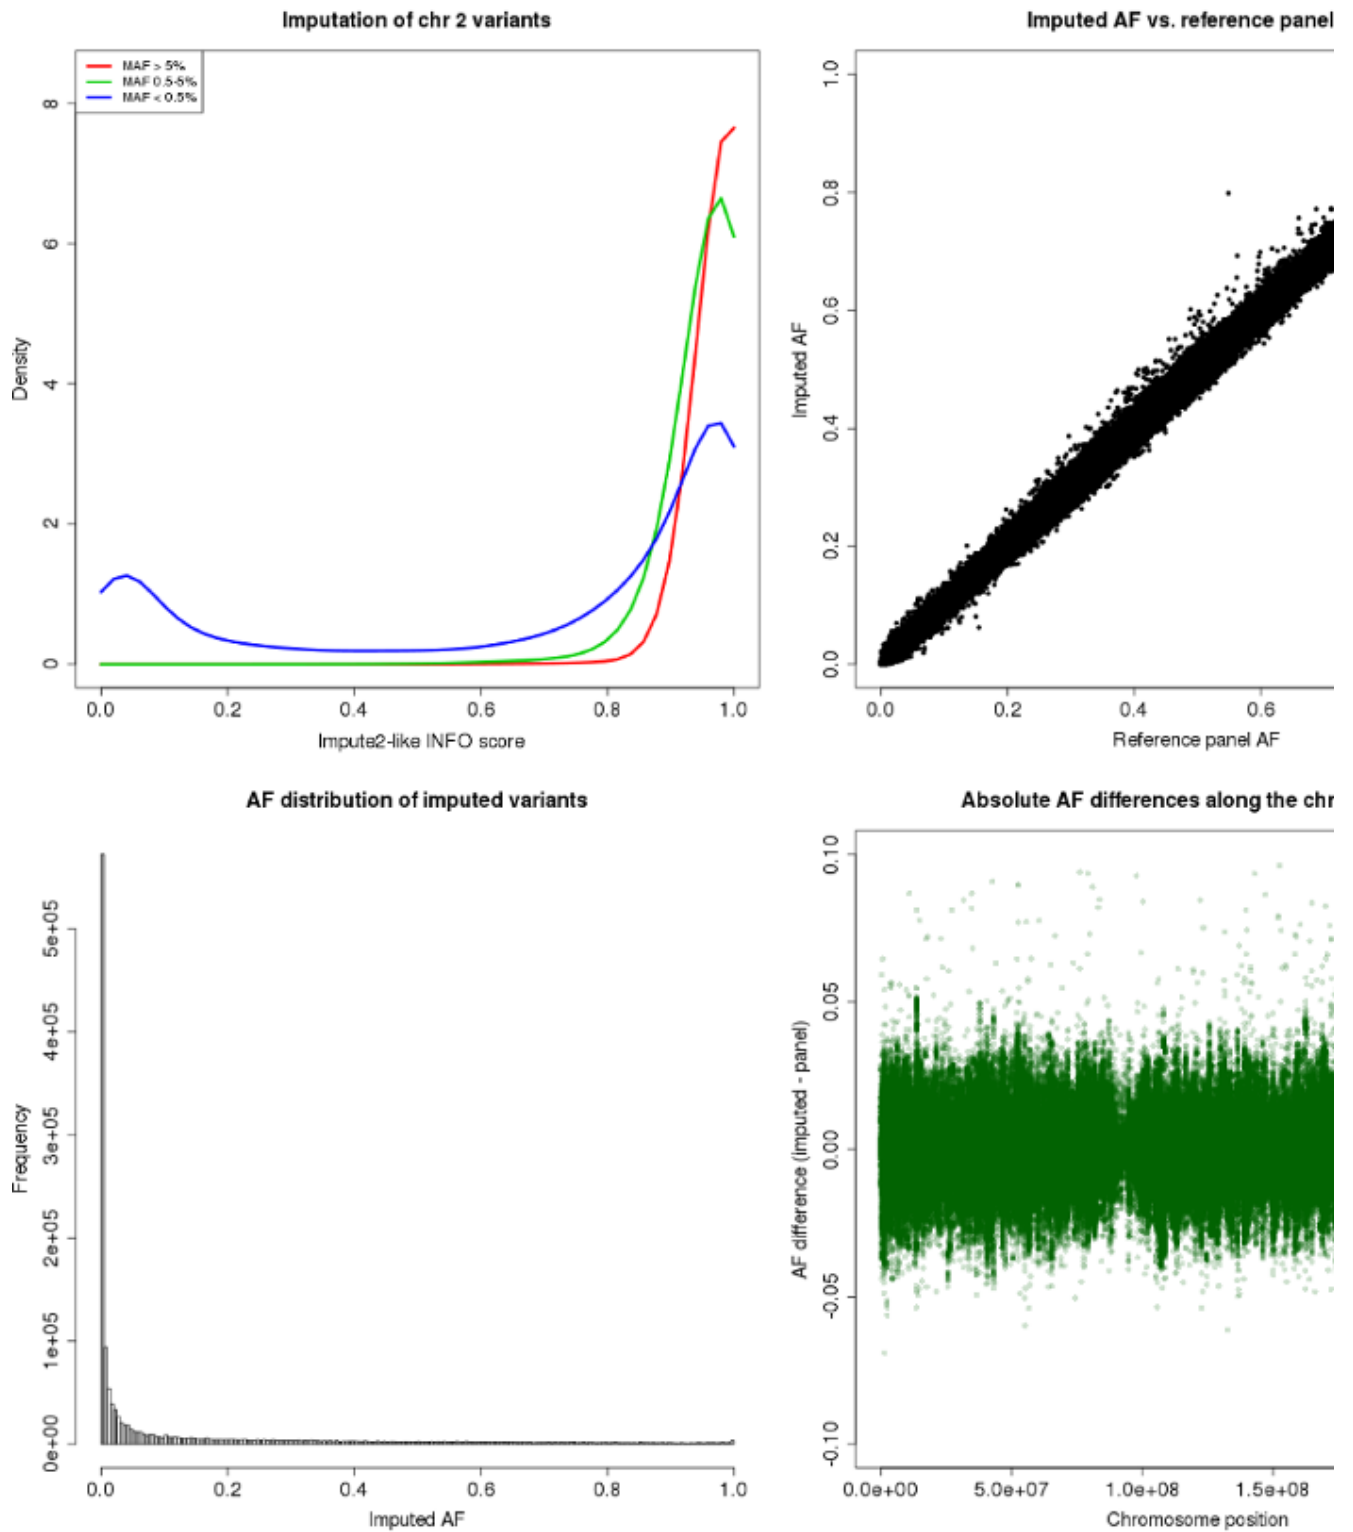 Imputation of chr 2 variants
MAF > 5%
MAF 0.5-5%
MAF < 0.5%
8
6
4
2
0
Density
0.0 0.2 0.4 0.6 0.8 1.0
Impute2-like INFO score
Imputed AF vs. reference panel
1.0
0.8
0.6
0.4
0.2
0.0
Imputed AF
0.0 0.2 0.4 0.6
Reference panel AF
AF distribution of imputed variants
5e+05
4e+05
3e+05
2e+05
1e+05
0e+00
Frequency
0.0 0.2 0.4 0.6 0.8 1.0
Imputed AF
Absolute AF differences along the chr
0.10
0.05
0.00
-0.05
-0.10
AF difference (imputed - panel)
0.0e+00 5.0e+07 1.0e+08 1.5e+08
Chromosome position